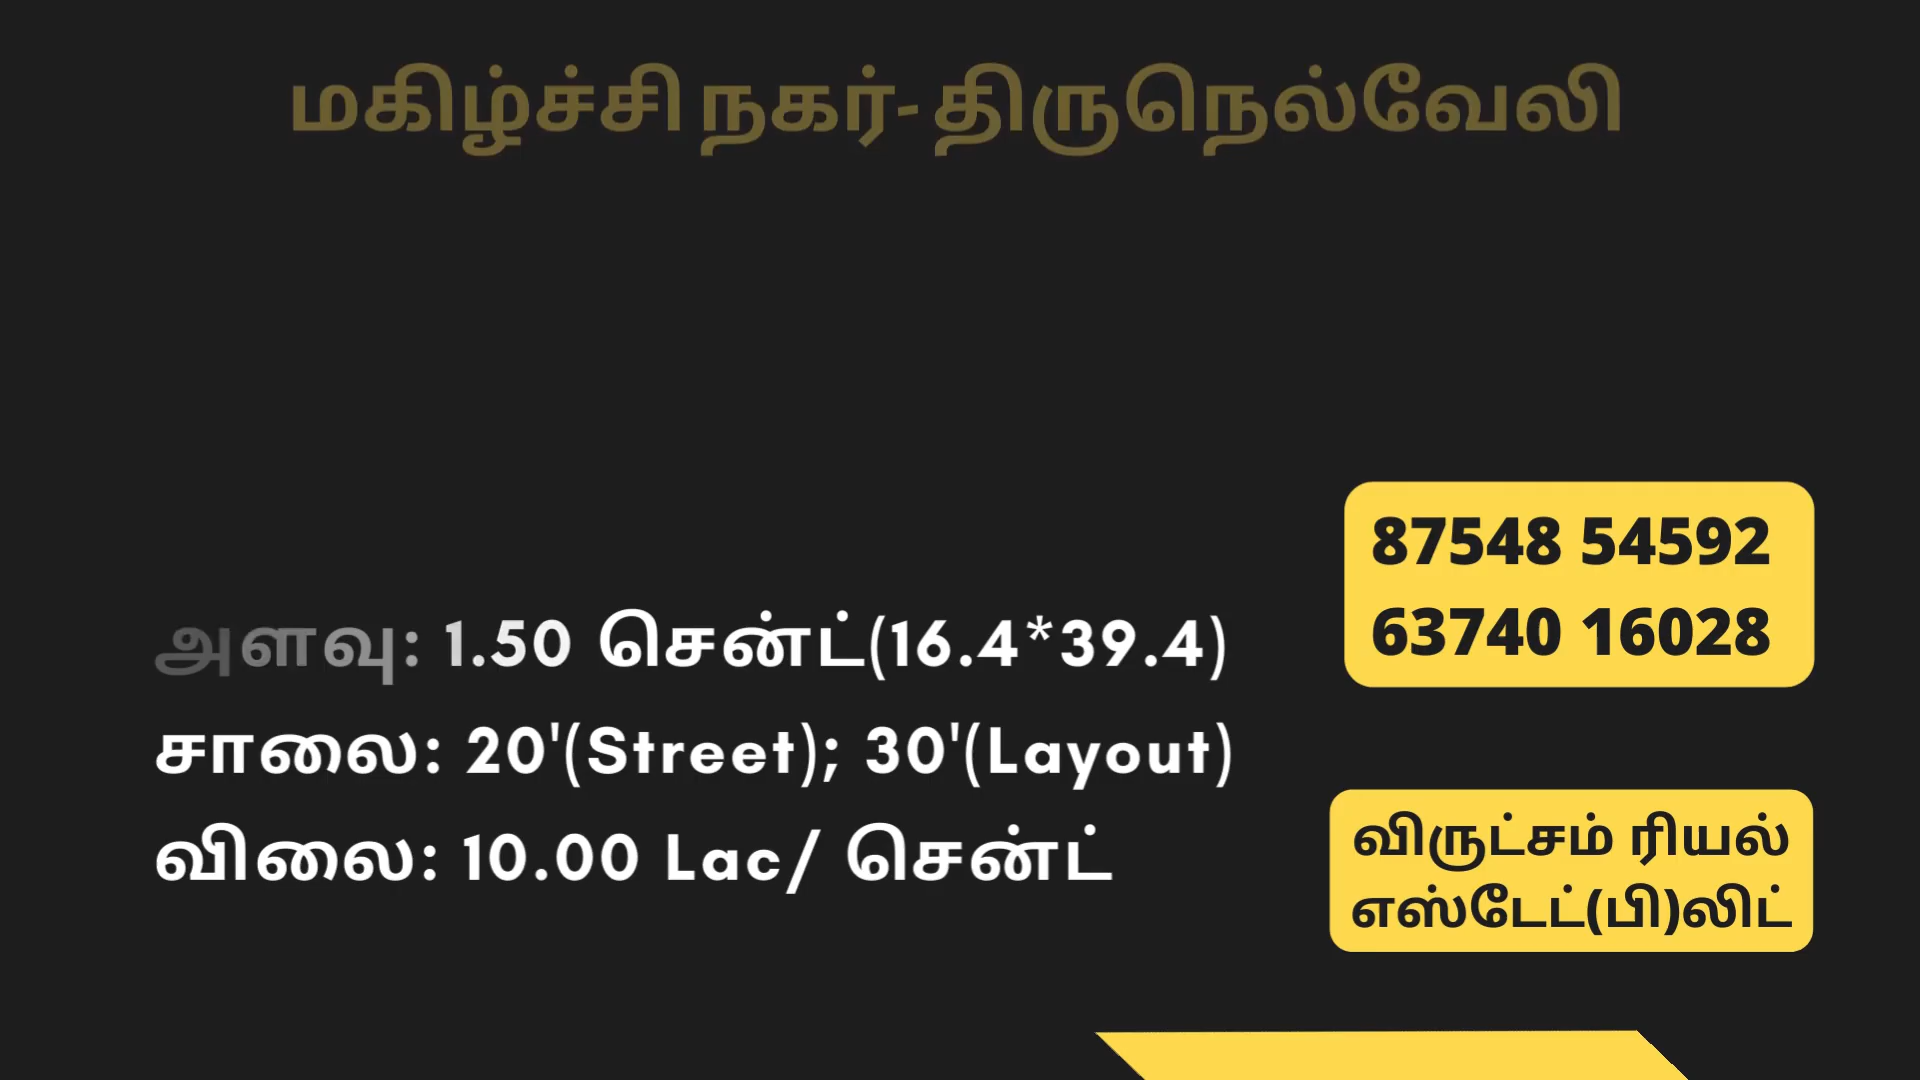 மகிழ்ச்சி நகர்- திருநெல்வேலி
அளவு: 1.50 சென்ட்(16.4*39.4)
சாலை: 20'(Street); 30'(Layout)
விலை: 10.00 Lac/ சென்ட்
87548 54592
63740 16028
விருட்சம் ரியல்
எஸ்டேட்(பி)லிட்